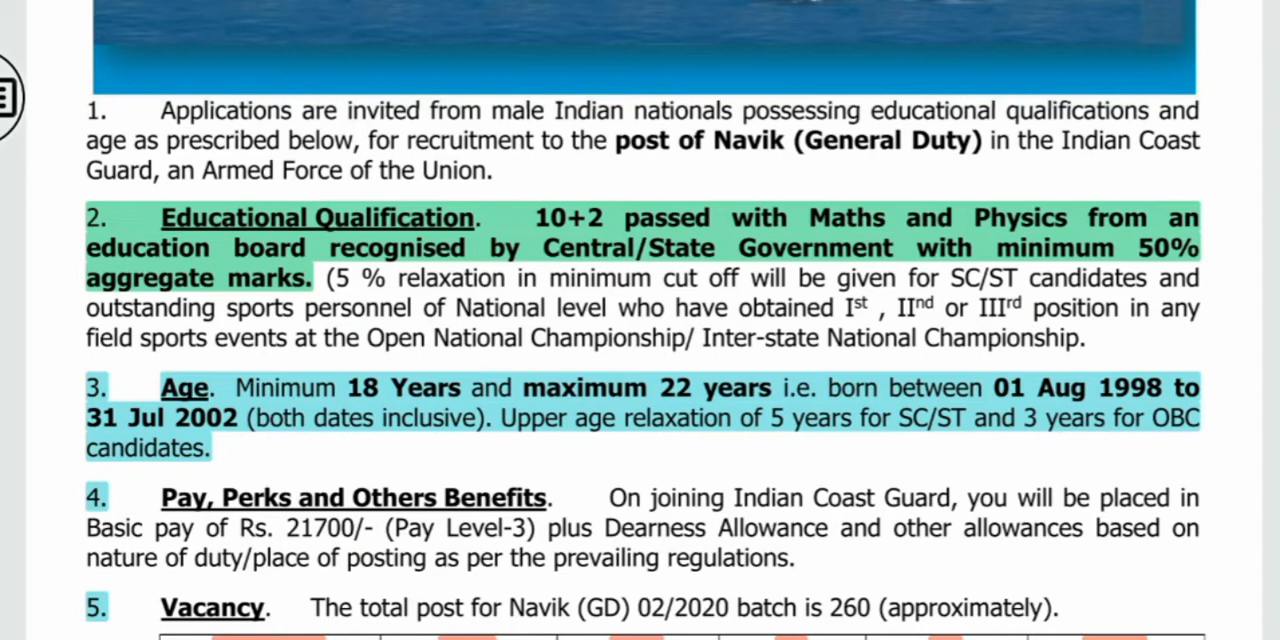 1. Applications are invited from male Indian nationals possessing educational qualifications and
age as prescribed below, for recruitment to the post of Navik (General Duty) in the Indian Coast
Guard, an Armed Force of the Union.
2. Educational Qualification. 10+2 passed with Maths and Physics from an
education board recognised by Central/State Government with minimum 50%
aggregate marks. (5 % relaxation in minimum cut off will be given for SC/ST candidates and
outstanding sports personnel of National level who have obtained Ist , IInd or IIIrd position in any
field sports events at the Open National Championship/ Inter-state National Championship.
3. Age. Minimum 18 Years and maximum 22 years i.e. born between 01 Aug 1998 to
31 Jul 2002 (both dates inclusive). Upper age relaxation of 5 years for SC/ST and 3 years for OBC
candidates.
4. Pay, Perks and Others Benefits. On joining Indian Coast Guard, you will be placed in
Basic pay of Rs. 21700/- (Pay Level-3) plus Dearness Allowance and other allowances based on
nature of duty/place of posting as per the prevailing regulations.
5. Vacancy. The total post for Navik (GD) 02/2020 batch is 260 (approximately).